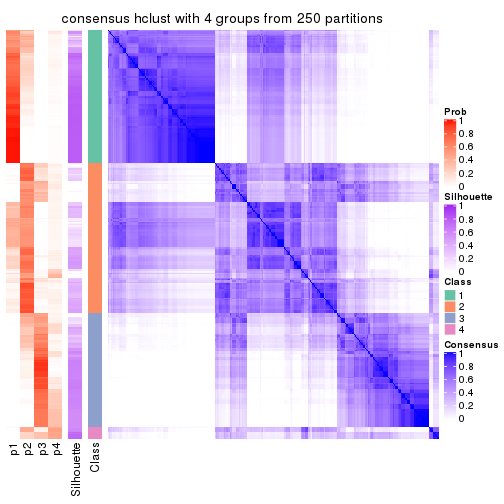 consensus hclust with 4 groups from 250 partitions
Prob
1
0.8
0.6
0.4
0.2
0
Silhouette
1
0.8
0.6
0.4
0.2
0
Class
1
2
3
4
Consensus
1
0.8
0.6
0.4
0.2
0
p1
p2
p3
p4
Silhouette
Class